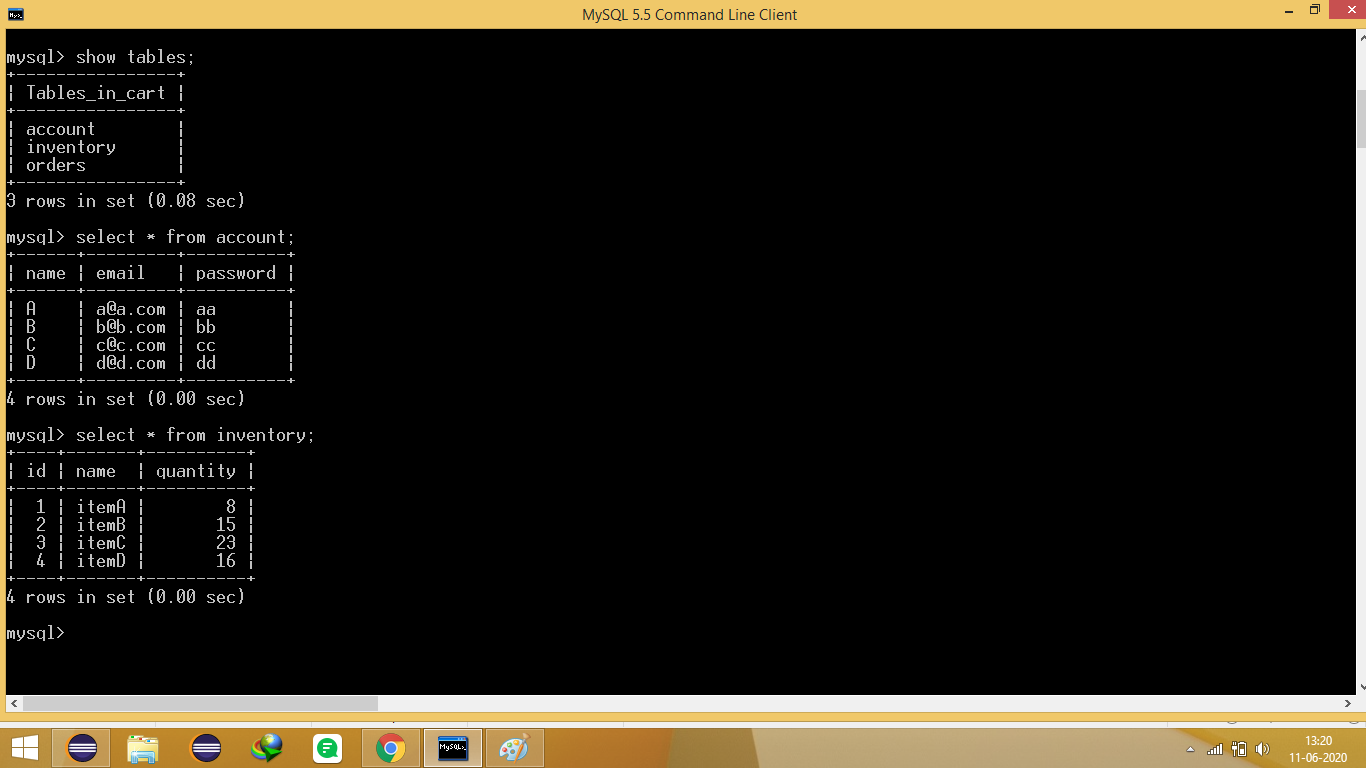 MySQL 5.5 Command Line Client
mysql> show tables;
+----------------+
| Tables_in_cart |
+----------------+
| account        |
| inventory      |
| orders         |
+----------------+
3 rows in set (0.08 sec)
mysql> select * from account;
+------+---------+----------+
| name | email   | password |
+------+---------+----------+
| A    | a@a.com | aa       |
| B    | b@b.com | bb       |
| C    | c@c.com | cc       |
| D    | d@d.com | dd       |
+------+---------+----------+
4 rows in set (0.00 sec)
mysql> select * from inventory;
+----+-------+----------+
| id | name  | quantity |
+----+-------+----------+
|  1 | itemA |        8 |
|  2 | itemB |       15 |
|  3 | itemC |       23 |
|  4 | itemD |       16 |
+----+-------+----------+
4 rows in set (0.00 sec)
mysql>
13:20
11-06-2020